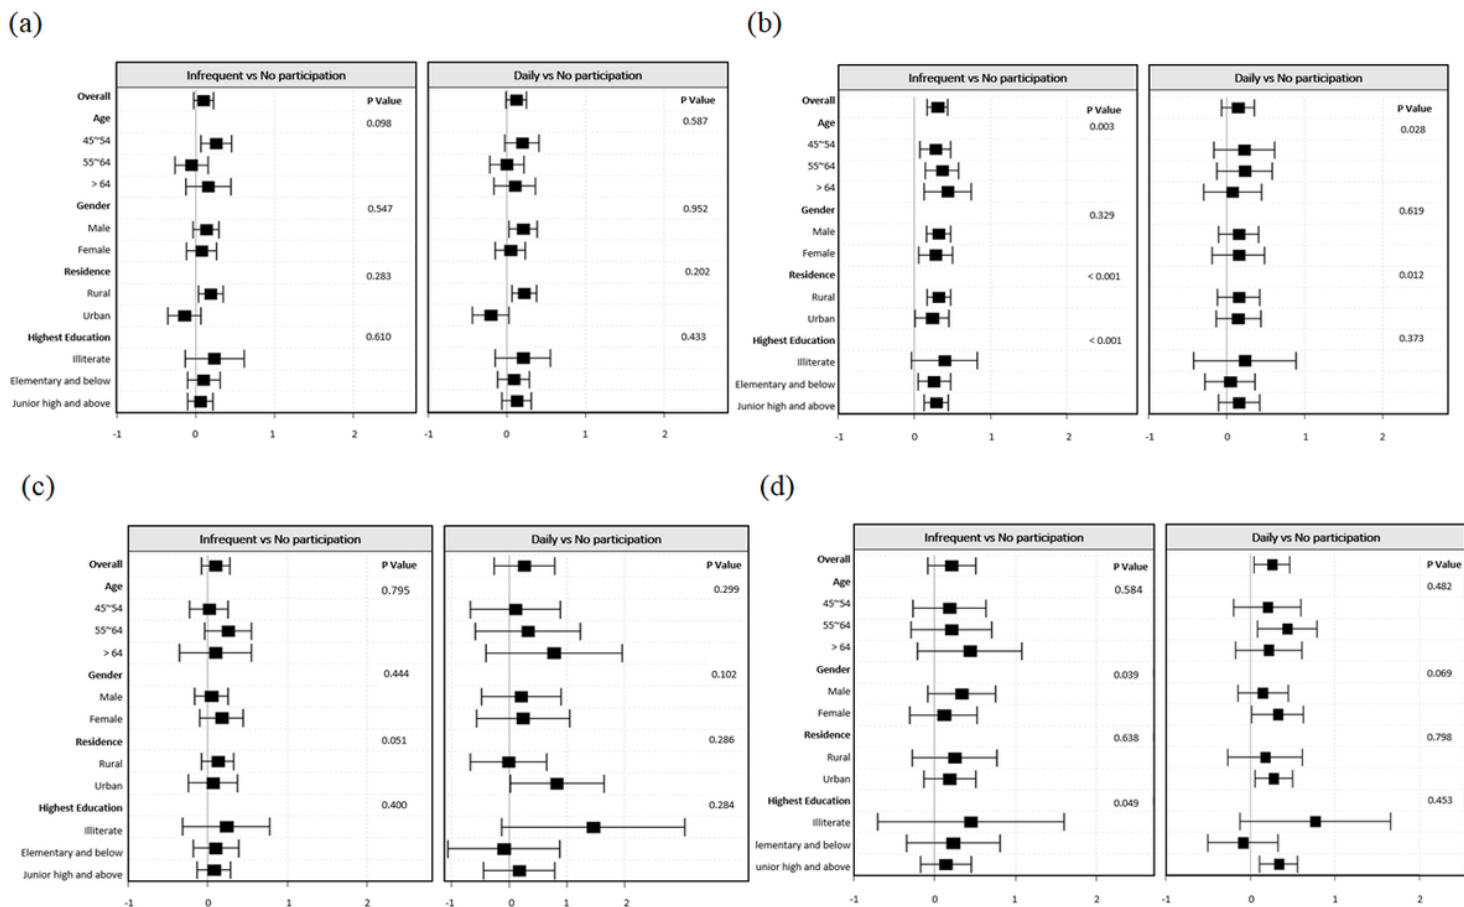 (a)
Infrequent vs No participation
Daily vs No participation
Overall
P Value
P Value
Age
0.098
0.587
45~54
55~64
> 64
Gender
0.547
0.952
Male
Female
Residence
0.283
0.202
Rural
Urban
Highest Education
0.610
0.433
Illiterate
Elementary and below
Junior high and above
-1 0 1 2
-1 0 1 2
(b)
Infrequent vs No participation
Daily vs No participation
Overall
P Value
P Value
Age
0.003
0.028
45~54
55~64
> 64
Gender
0.329
0.619
Male
Female
Residence
< 0.001
0.012
Rural
Urban
Highest Education
< 0.001
0.373
Illiterate
Elementary and below
Junior high and above
-1 0 1 2
-1 0 1 2
(c)
Infrequent vs No participation
Daily vs No participation
Overall
P Value
P Value
Age
0.795
0.299
45~54
55~64
> 64
Gender
0.444
0.102
Male
Female
Residence
0.051
0.286
Rural
Urban
Highest Education
0.400
0.284
Illiterate
Elementary and below
Junior high and above
-1 0 1 2
-1 0 1 2
(d)
Infrequent vs No participation
Daily vs No participation
Overall
P Value
P Value
Age
0.584
0.482
45~54
55~64
> 64
Gender
0.039
0.069
Male
Female
Residence
0.638
0.798
Rural
Urban
Highest Education
0.049
0.453
Illiterate
lementary and below
unior high and above
-1 0 1 2
-1 0 1 2